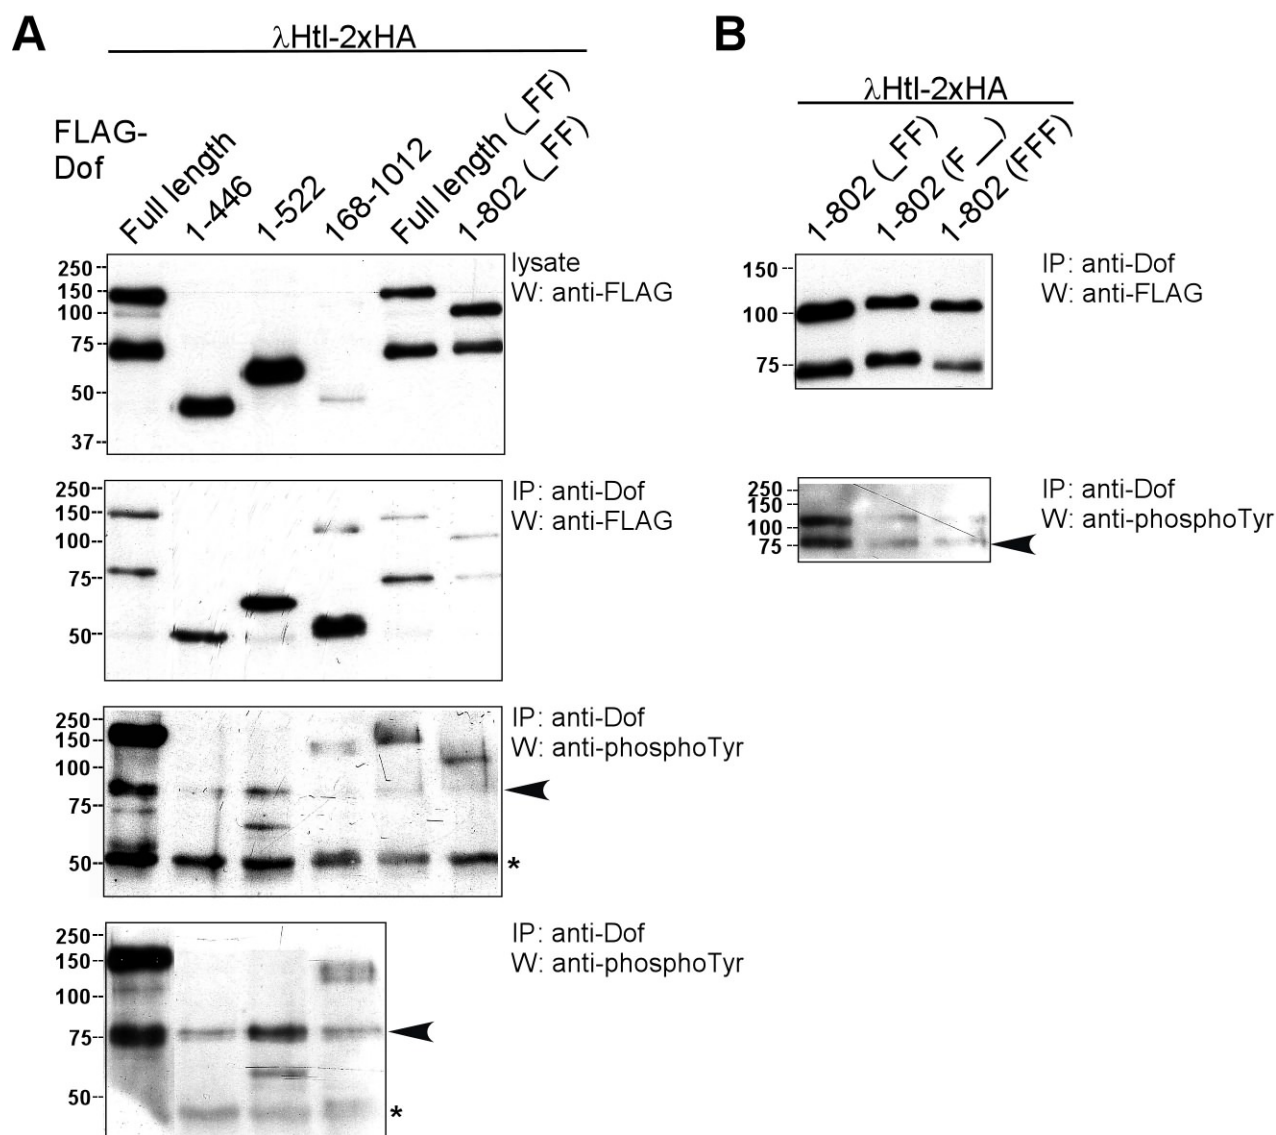 A
λHtl-2xHA
FLAG-
Dof
Full length
1-446
1-522
168-1012
Full length (_FF)
1-802 (_FF)
250
150
100
75
50
37
lysate
W: anti-FLAG
250
150
100
75
50
IP: anti-Dof
W: anti-FLAG
250
150
100
75
50
IP: anti-Dof
W: anti-phosphoTyr
*
250
150
100
75
50
IP: anti-Dof
W: anti-phosphoTyr
*
B
λHtl-2xHA
1-802 (_FF)
1-802 (F__)
1-802 (FFF)
150
100
75
IP: anti-Dof
W: anti-FLAG
250
150
100
75
IP: anti-Dof
W: anti-phosphoTyr